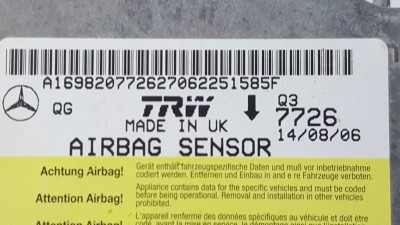 A1698207726270622515​85F
QG TRW Q3
7726
MADE IN UK 14/08/06
AIRBAG SENSOR
Achtung Airbag! Gerät enthält fahrzeugspezifische Daten und muß vor inbetriebnahme
codiert werden. Entfernen und Einbau in and e re Fahrzeuge verboten.
Attention Airbag! Appliance contains data for the specific vehicles and must be coded
before being operational. Removal and installation in other vehicles
prohibited.
Attention Airbag! L'appareil renferme des données spécifiques au véhicule et doit être